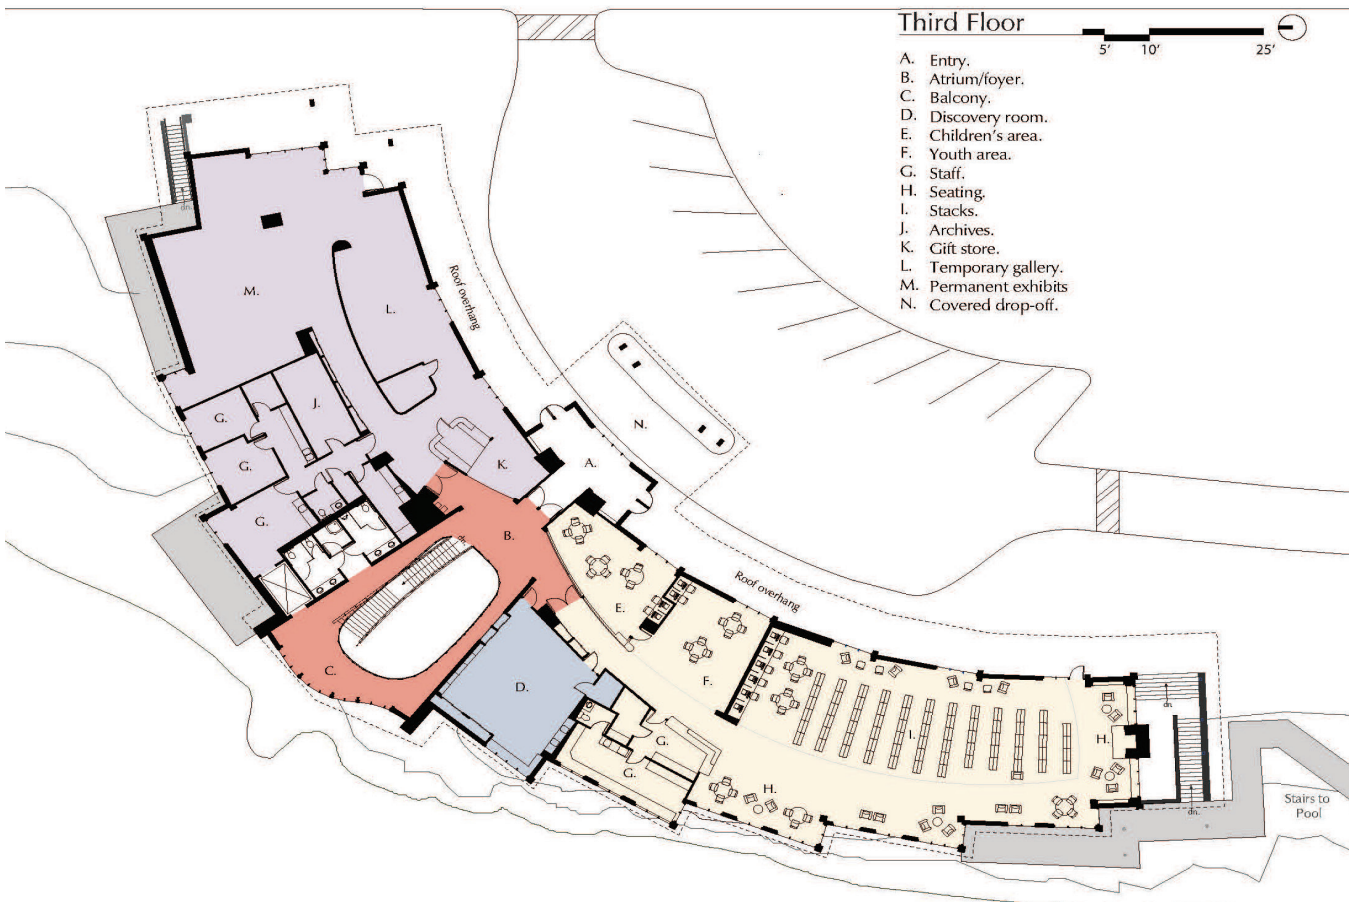 Third Floor
5' 10' 25'
A. Entry.
B. Atrium/foyer.
C. Balcony.
D. Discovery room.
E. Children's area.
F. Youth area.
G. Staff.
H. Seating.
I. Stacks.
J. Archives.
K. Gift store.
L. Temporary gallery.
M. Permanent exhibits
N. Covered drop-off.
dn.
M.
L.
Roof overhang
G.
J.
N.
G.
K.
A.
G.
B.
Roof overhang
E.
C.
D.
F.
dn.
I.
H.
G.
G.
H.
Stairs to
Pool
dn.